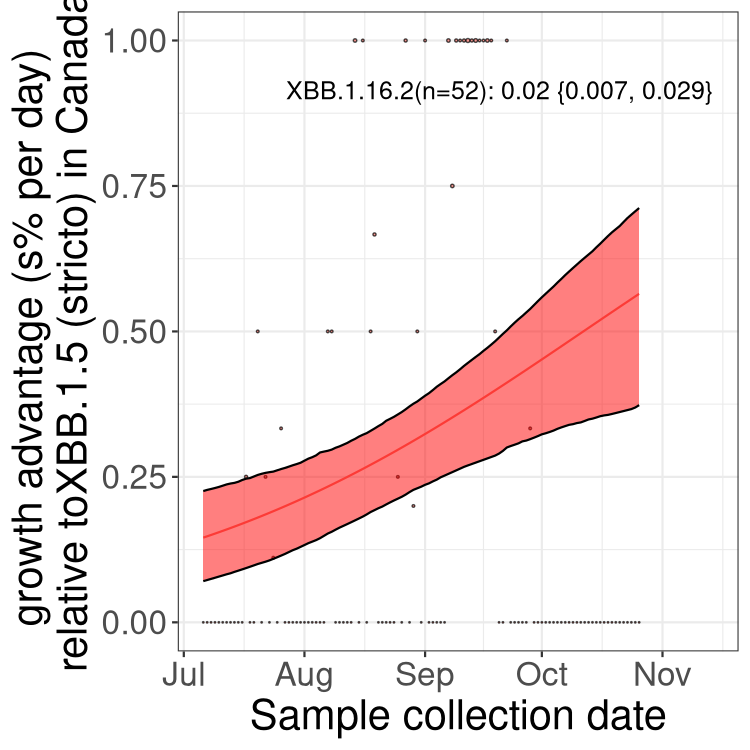 growth advantage (s% per day)
relative toXBB.1.5 (stricto) in Canada
1.00
XBB.1.16.2(n=52): 0.02 {0.007, 0.029}
0.75
0.50
0.25
0.00
Jul Aug Sep Oct Nov
Sample collection date